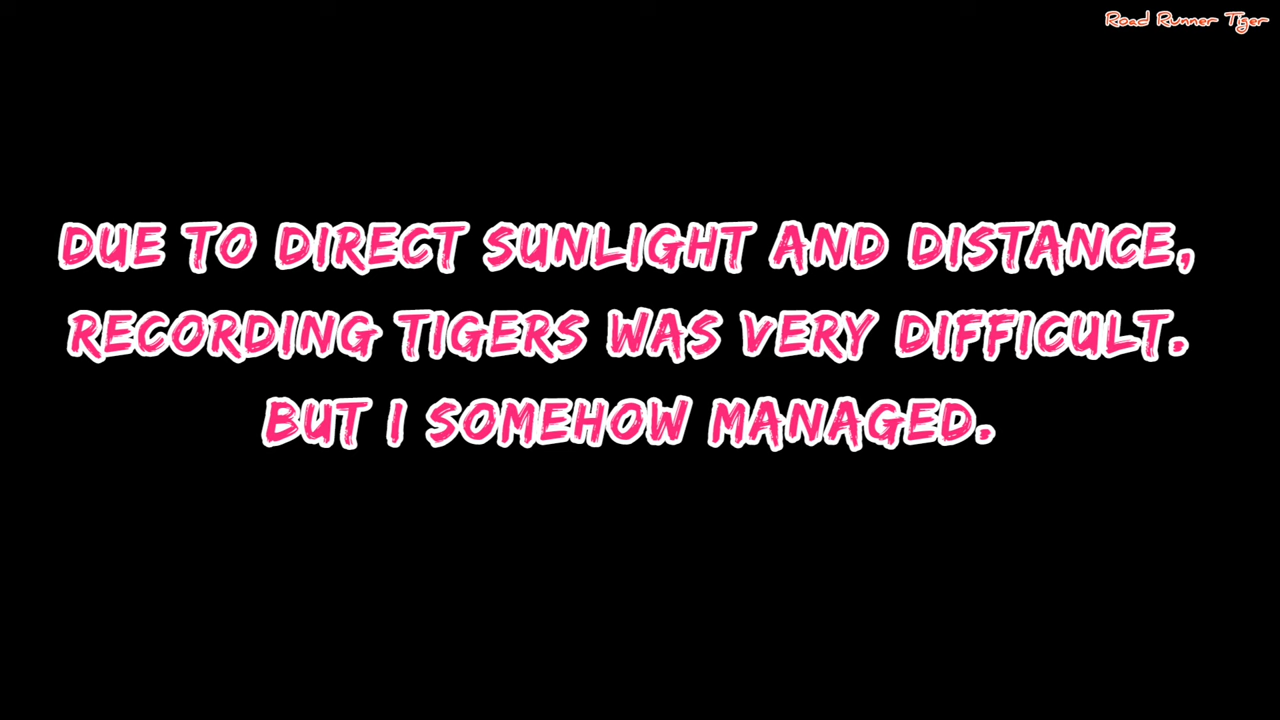 Road Runner Tiger
DUE TO DIRECT SUNLIGHT AND DISTANCE,
RECORDING TIGERS WAS VERY DIFFICULT.
BUT I SOMEHOW MANAGED.